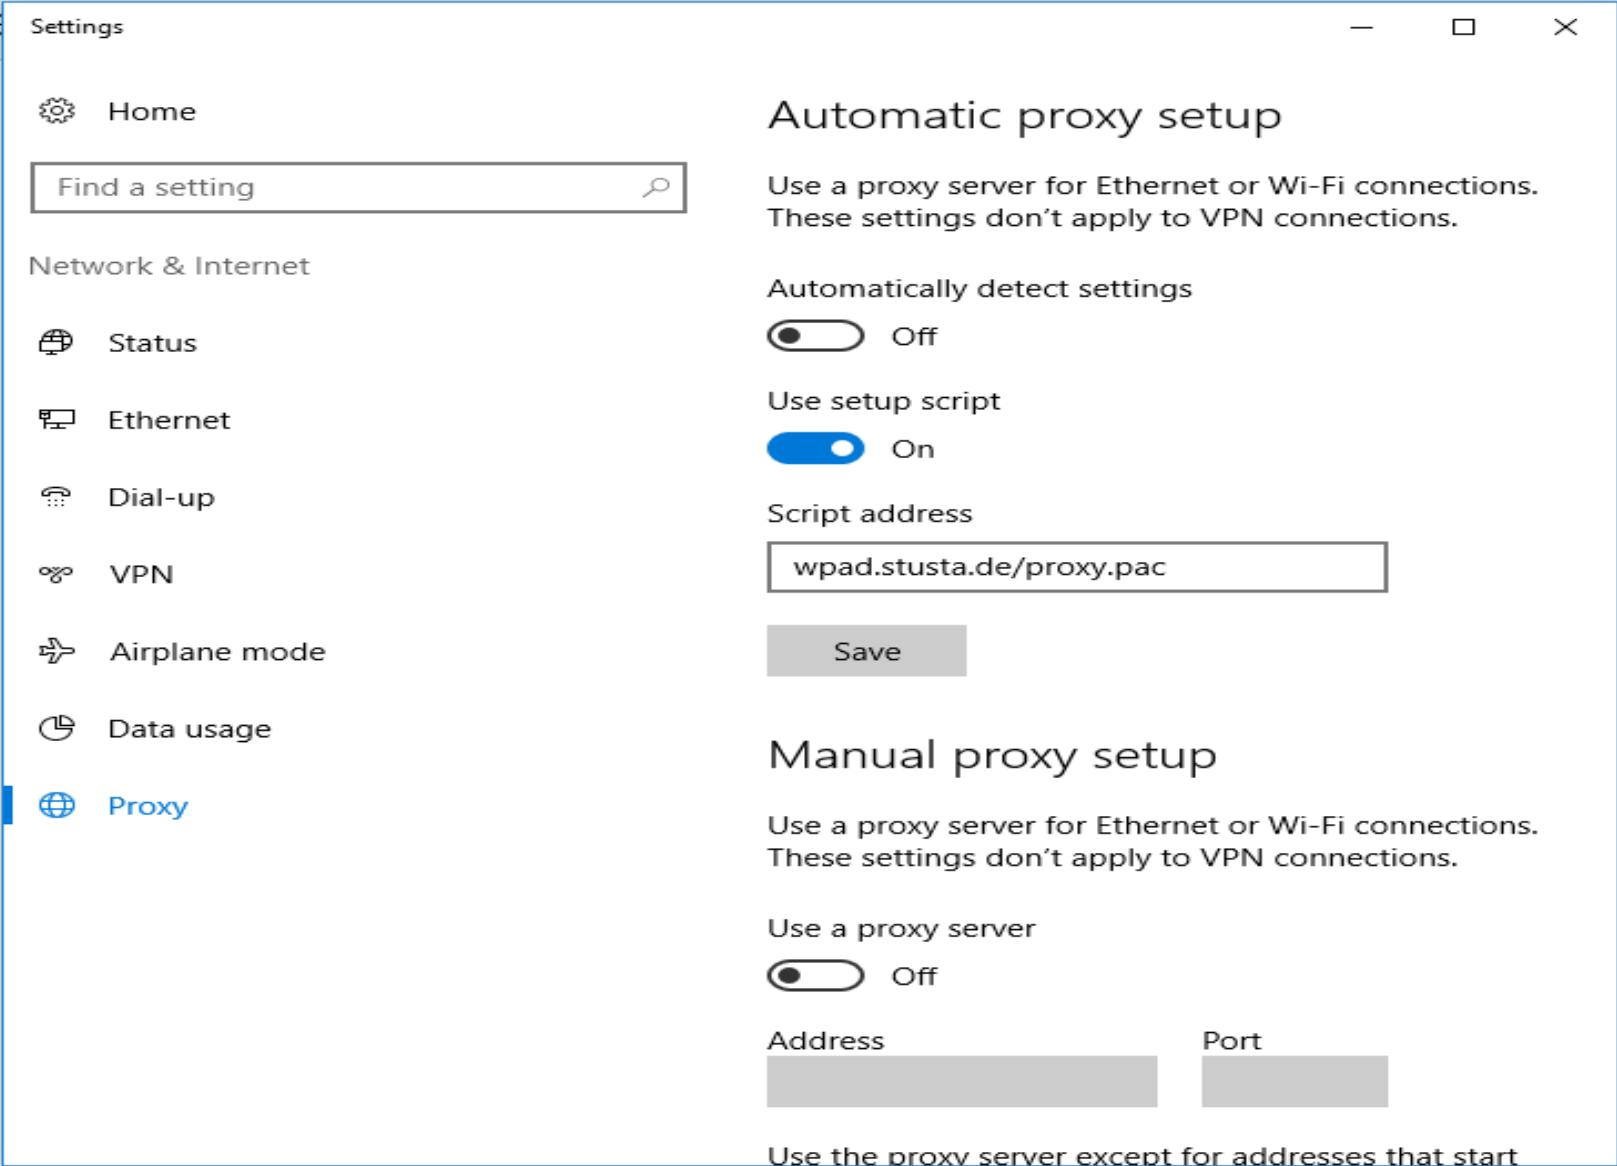 Settings
Home
Find a setting
Network & Internet
Status
Ethernet
Dial-up
VPN
Airplane mode
Data usage
Proxy
Automatic proxy setup
Use a proxy server for Ethernet or Wi-Fi connections.
These settings don't apply to VPN connections.
Automatically detect settings
Off
Use setup script
On
Script address
wpad.stusta.de/proxy.pac
Save
Manual proxy setup
Use a proxy server for Ethernet or Wi-Fi connections.
These settings don't apply to VPN connections.
Use a proxy server
Off
Address Port
Use the proxy server except for addresses that start